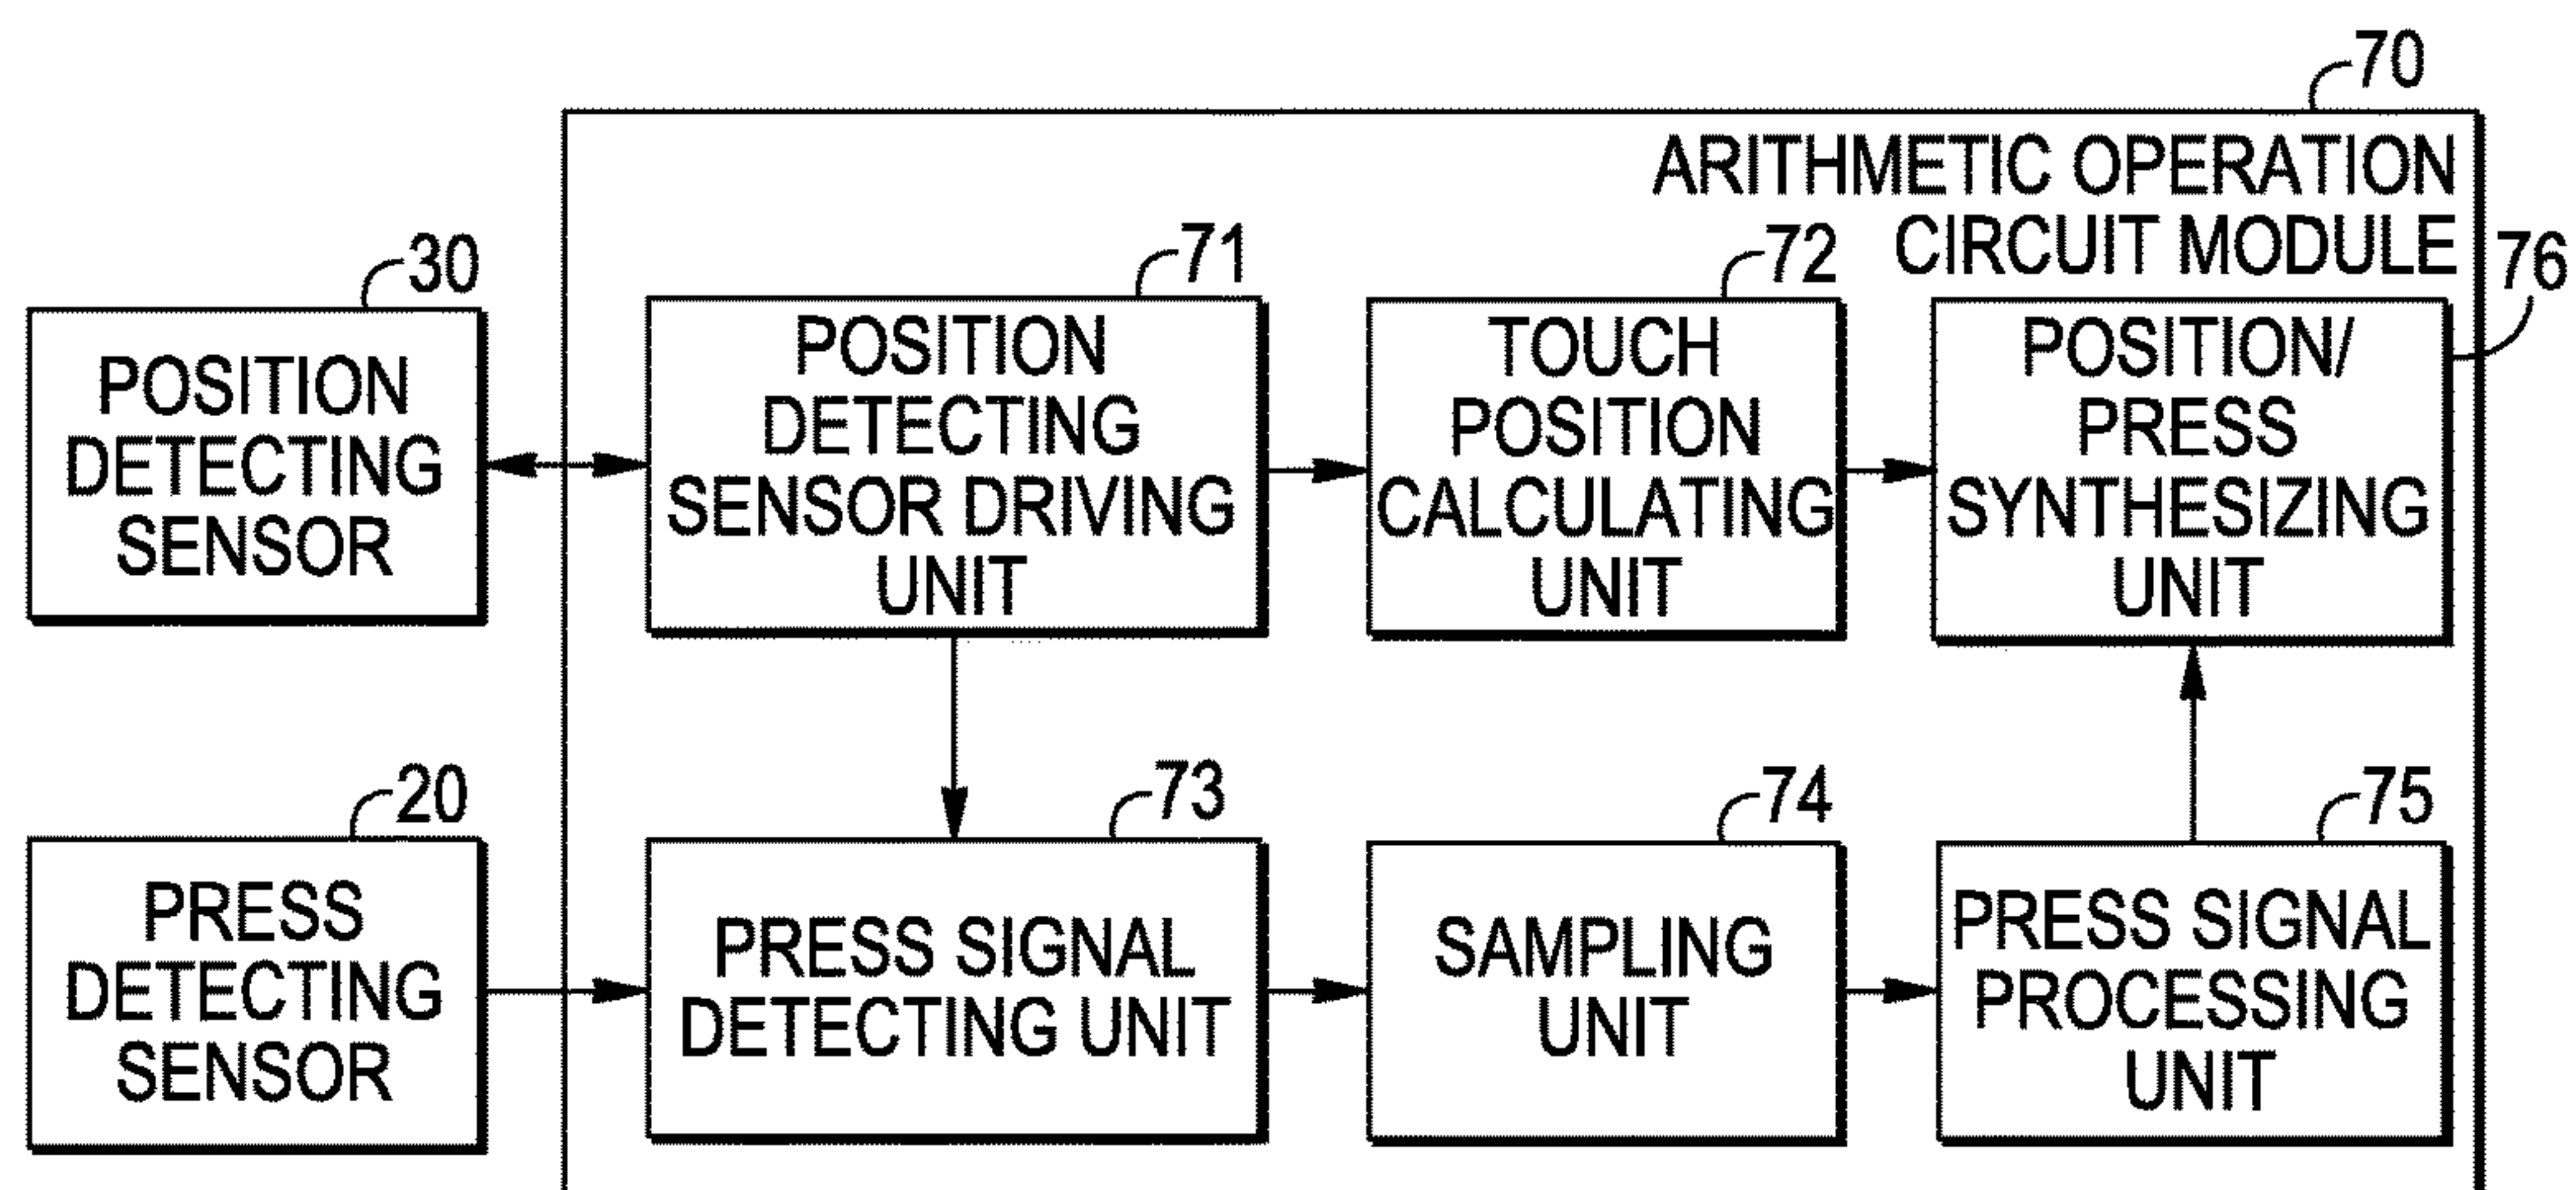 70
ARITHMETIC OPERATION
CIRCUIT MODULE
30
POSITION
DETECTING
SENSOR
71
POSITION
DETECTING
SENSOR DRIVING
UNIT
72
TOUCH
POSITION
CALCULATING
UNIT
76
POSITION/
PRESS
SYNTHESIZING
UNIT
20
PRESS
DETECTING
SENSOR
73
PRESS SIGNAL
DETECTING UNIT
74
SAMPLING
UNIT
75
PRESS SIGNAL
PROCESSING
UNIT